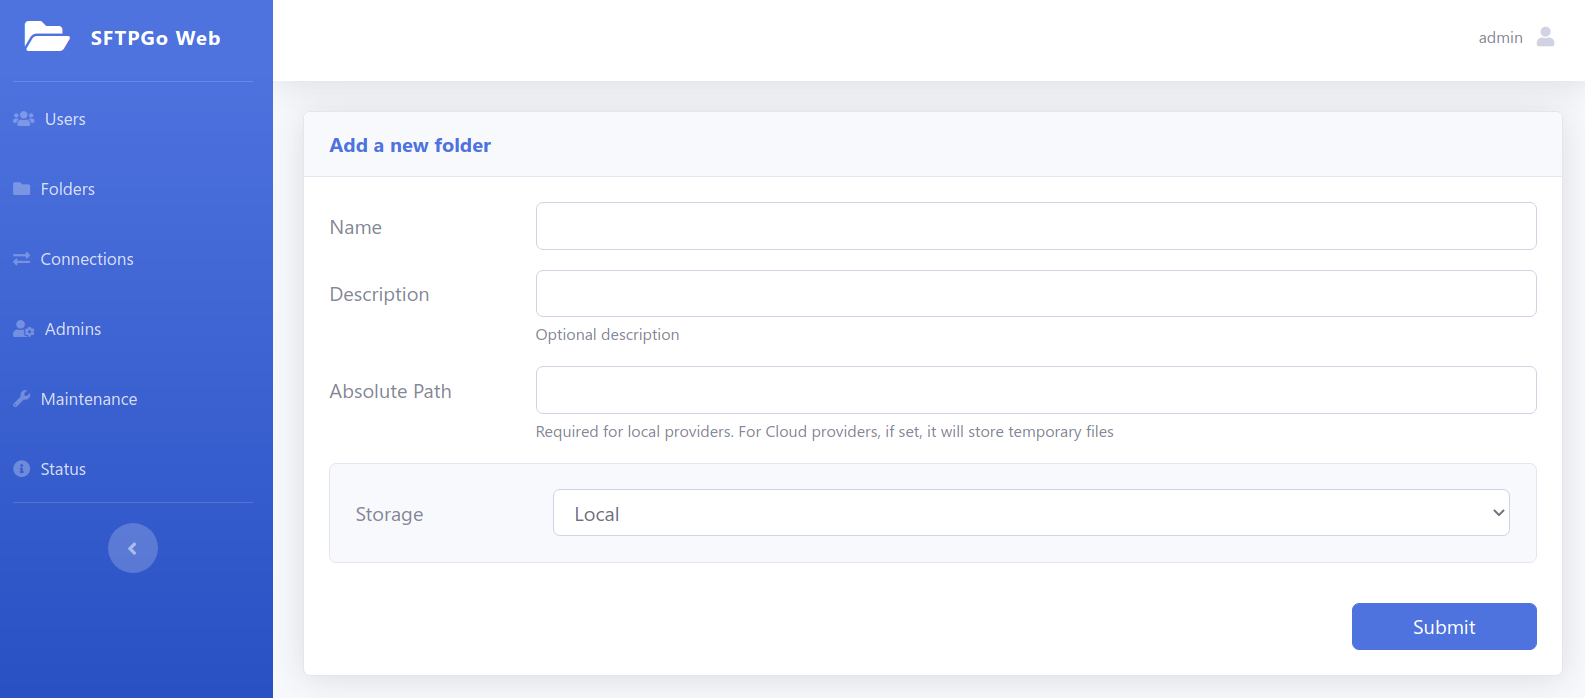 SFTPGo Web
admin
Users
Folders
Connections
Admins
Maintenance
Status
Add a new folder
Name
Description
Optional description
Absolute Path
Required for local providers. For Cloud providers, if set, it will store temporary files
Storage
Local
Submit